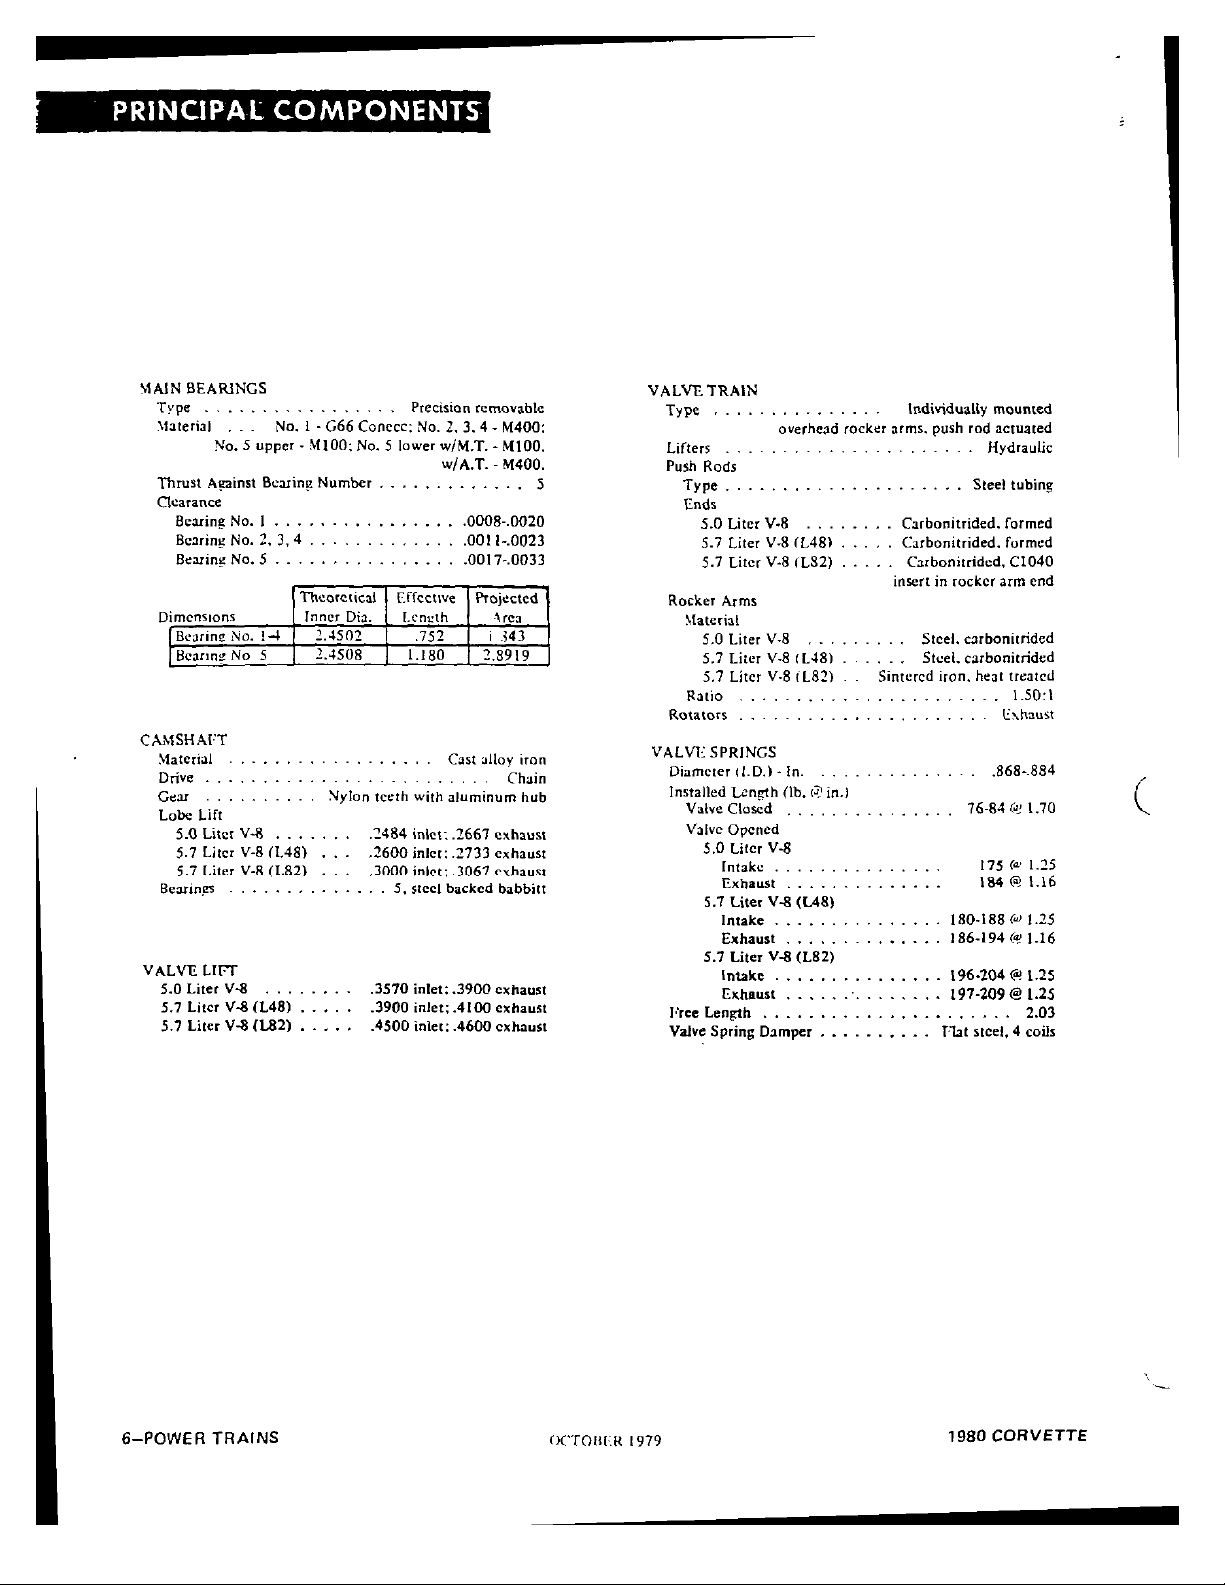 PRINCIPAL COMPONENTS
MAIN BEARINGS
Type . . . . . . . . . . . . . . . . . Precision removable
Material . . . No. 1 - G66 Conecc; No. 2, 3, 4 - M400;
No. 5 upper - M100; No. 5 lower w/M.T. - M100,
w/A.T. - M400.
Thrust Against Bearing Number . . . . . . . . . . . . . 5
Clearance
Bearing No. 1 . . . . . . . . . . . . . . . . .0008-.0020
Bearing No. 2, 3, 4 . . . . . . . . . . . . . .0011-.0023
Bearing No. 5 . . . . . . . . . . . . . . . . .0017-.0033
Dimensions Theoretical Inner Dia. Effective Length Projected Area
Bearing No. 1-4 2.4502 .752 1 343
Bearing No 5 2.4508 1.180 2.8919
CAMSHAFT
Material . . . . . . . . . . . . . . . . . . Cast alloy iron
Drive . . . . . . . . . . . . . . . . . . . . . . . . . Chain
Gear . . . . . . . . . . Nylon teeth with aluminum hub
Lobe Lift
5.0 Liter V-8 . . . . . . . .2484 inlet; .2667 exhaust
5.7 Liter V-8 (L48) . . . .2600 inlet; .2733 exhaust
5.7 Liter V-8 (L82) . . . .3000 inlet; .3067 exhaust
Bearings . . . . . . . . . . . . . . 5, steel backed babbitt
VALVE LIFT
5.0 Liter V-8 . . . . . . . . .3570 inlet; .3900 exhaust
5.7 Liter V-8 (L48) . . . . . .3900 inlet; .4100 exhaust
5.7 Liter V-8 (L82) . . . . . .4500 inlet; .4600 exhaust
VALVE TRAIN
Type . . . . . . . . . . . . . . . Individually mounted
overhead rocker arms, push rod actuated
Lifters . . . . . . . . . . . . . . . . . . . . . . Hydraulic
Push Rods
Type . . . . . . . . . . . . . . . . . . . . . Steel tubing
Ends
5.0 Liter V-8 . . . . . . . . Carbonitrided, formed
5.7 Liter V-8 (L48) . . . . . Carbonitrided, formed
5.7 Liter V-8 (L82) . . . . . Carbonitrided, C1040
insert in rocker arm end
Rocker Arms
Material
5.0 Liter V-8 . . . . . . . . . Steel, carbonitrided
5.7 Liter V-8 (L48) . . . . . . Steel, carbonitrided
5.7 Liter V-8 (L82) . . Sintered iron, heat treated
Ratio . . . . . . . . . . . . . . . . . . . . . . . 1.50:1
Rotators . . . . . . . . . . . . . . . . . . . . . . Exhaust
VALVE SPRINGS
Diameter (I.D.) - In. . . . . . . . . . . . . . . .868-.884
Installed Length (lb. @ in.)
Valve Closed . . . . . . . . . . . . . . . 76-84 @ 1.70
Valve Opened
5.0 Liter V-8
Intake . . . . . . . . . . . . . . . 175 @ 1.25
Exhaust . . . . . . . . . . . . . . 184 @ 1.16
5.7 Liter V-8 (L48)
Intake . . . . . . . . . . . . . . . 180-188 @ 1.25
Exhaust . . . . . . . . . . . . . . 186-194 @ 1.16
5.7 Liter V-8 (L82)
Intake . . . . . . . . . . . . . . . 196-204 @ 1.25
Exhaust . . . . . . . . . . . . . . 197-209 @ 1.25
Free Length . . . . . . . . . . . . . . . . . . . . . . 2.03
Valve Spring Damper . . . . . . . . . . Flat steel, 4 coils
6–POWER TRAINS
OCTOBER 1979
1980 CORVETTE